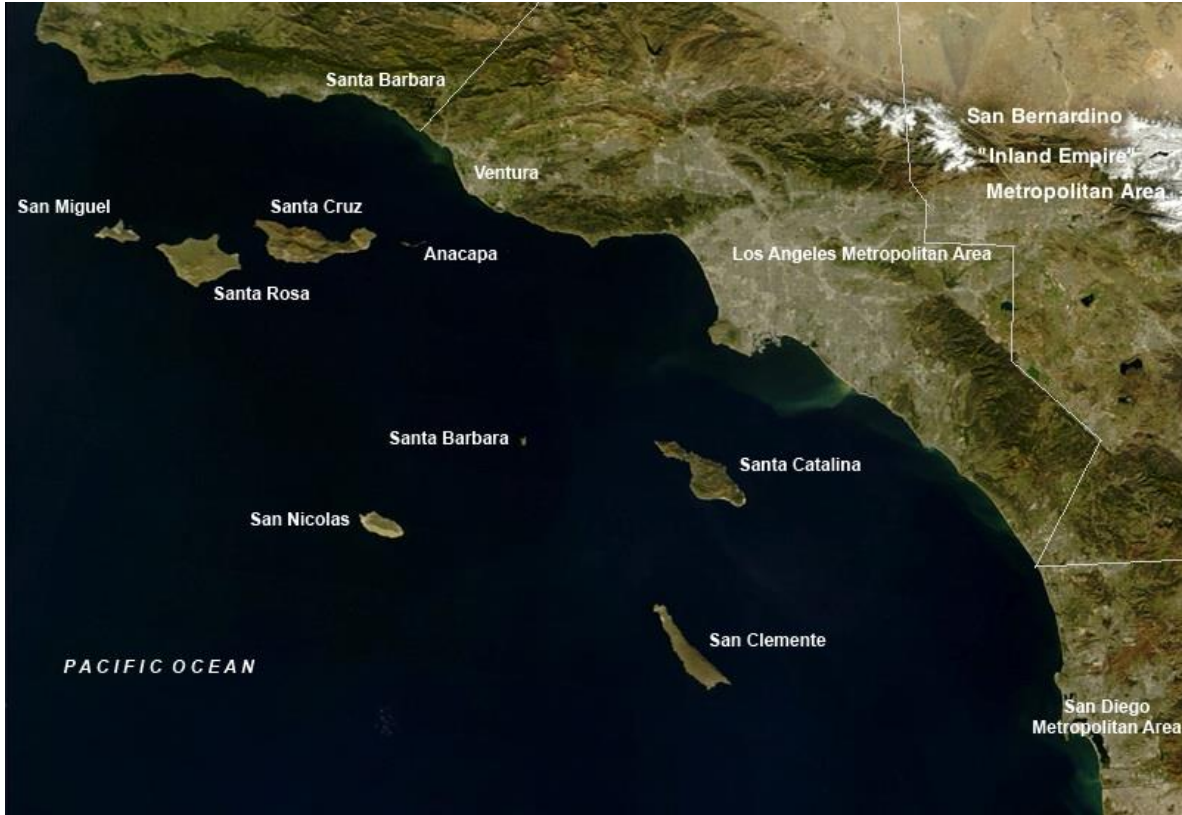 Santa Barbara
San Bernardino
"Inland Empire"
Metropolitan Area
Ventura
San Miguel
Santa Cruz
Anacapa
Los Angeles Metropolitan Area
Santa Rosa
Santa Barbara
Santa Catalina
San Nicolas
San Clemente
PACIFIC OCEAN
San Diego
Metropolitan Area